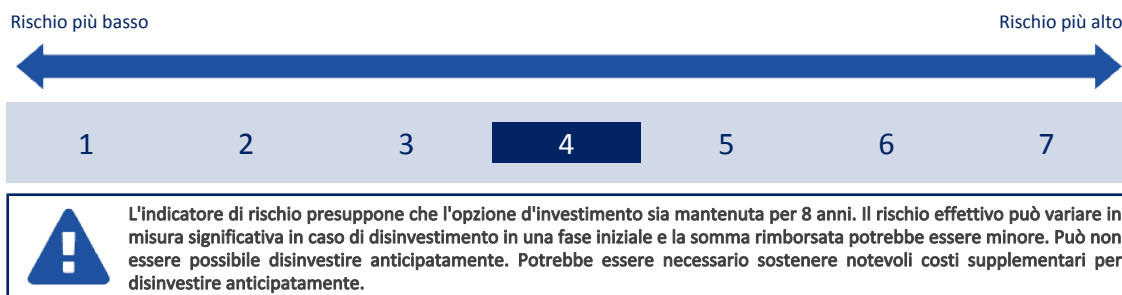 Rischio più basso
Rischio più alto
1 2 3 4 5 6 7
L'indicatore di rischio presuppone che l'opzione d'investimento sia mantenuta per 8 anni. Il rischio effettivo può variare in
misura significativa in caso di disinvestimento in una fase iniziale e la somma rimborsata potrebbe essere minore. Può non
essere possibile disinvestire anticipatamente. Potrebbe essere necessario sostenere notevoli costi supplementari per
disinvestire anticipatamente.